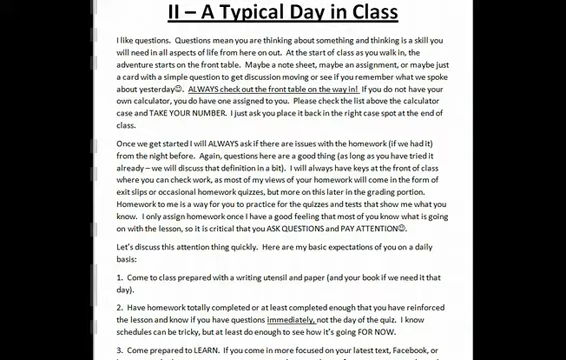 II – A Typical Day in Class
I like questions.  Questions mean you are thinking about something and thinking is a skill you
will need in all aspects of life from here on out.  At the start of class as you walk in, the
adventure starts on the front table.  Maybe a note sheet, maybe an assignment, or maybe just
a card with a simple question to get discussion moving or see if you remember what we spoke
about yesterday☺.  ALWAYS check out the front table on the way in!  If you do not have your
own calculator, you do have one assigned to you.  Please check the list above the calculator
case and TAKE YOUR NUMBER.  I just ask you place it back in the right case spot at the end of
class.
Once we get started I will ALWAYS ask if there are issues with the homework (if we had it)
from the night before.  Again, questions here are a good thing (as long as you have tried it
already – we will discuss that definition in a bit).  I will always have keys at the front of class
where you can check work, as most of my views of your homework will come in the form of
exit slips or occasional homework quizzes, but more on this later in the grading portion.
Homework to me is a way for you to practice for the quizzes and tests that show me what you
know.  I only assign homework once I have a good feeling that most of you know what is going
on with the lesson, so it is critical that you ASK QUESTIONS and PAY ATTENTION☺.
Let's discuss this attention thing quickly.  Here are my basic expectations of you on a daily
basis:
1.  Come to class prepared with a writing utensil and paper (and your book if we need it that
day).
2.  Have homework totally completed or at least completed enough that you have reinforced
the lesson and know if you have questions immediately, not the day of the quiz.  I know
schedules can be tricky, but at least do enough to see how it's going FOR NOW.
3.  Come prepared to LEARN.  If you come in more focused on your latest text, Facebook, or